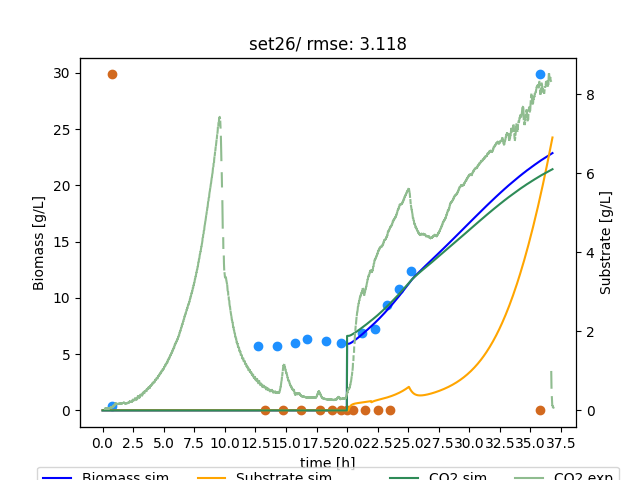 set26/ rmse: 3.118
30
25
20
15
10
5
0
Biomass [g/L]
8
6
4
2
0
Substrate [g/L]
0.0 2.5 5.0 7.5 10.0 12.5 15.0 17.5 20.0 22.5 25.0 27.5 30.0 32.5 35.0 37.5
time [h]
Biomass sim Substrate sim CO2 sim CO2 exp